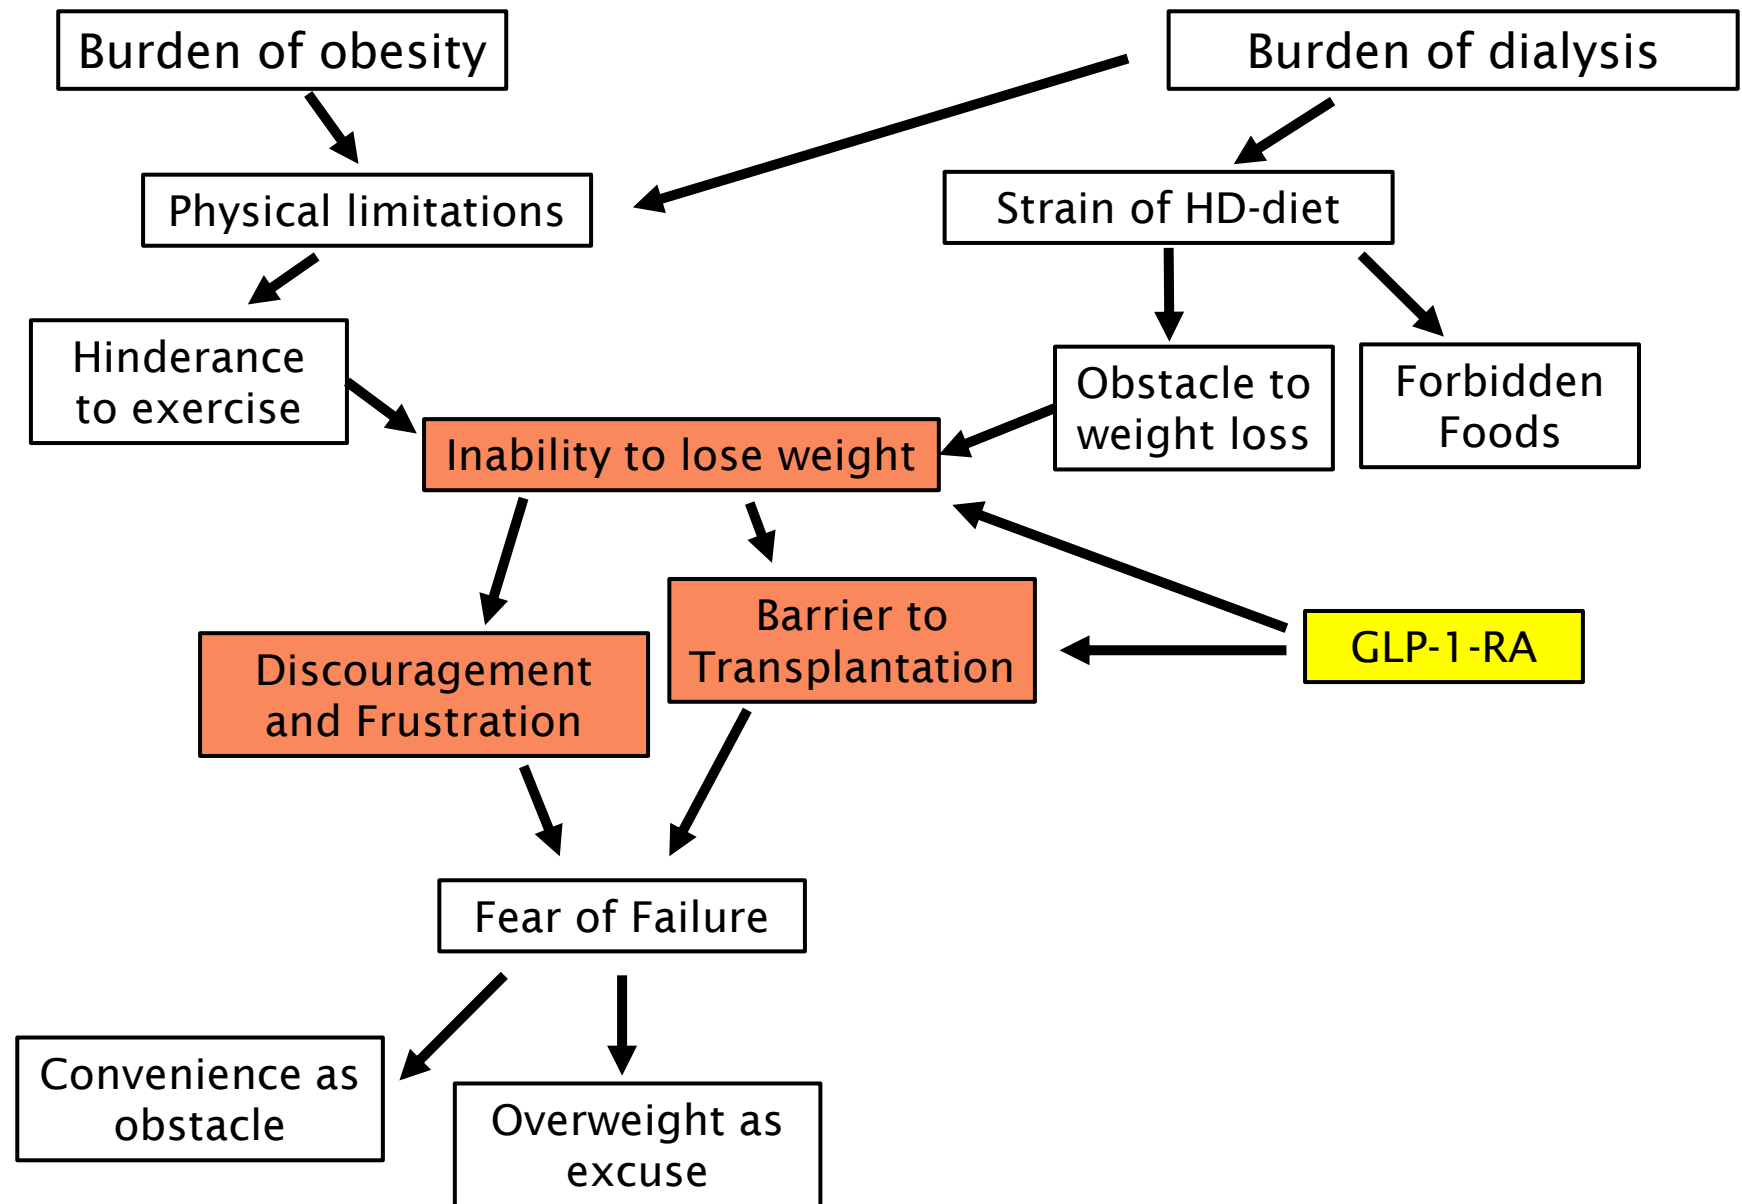 Burden of obesity
Burden of dialysis
Physical limitations
Strain of HD-diet
Hinderance
to exercise
Obstacle to
weight loss
Forbidden
Foods
Inability to lose weight
Barrier to
Transplantation
GLP-1-RA
Discouragement
and Frustration
Fear of Failure
Convenience as
obstacle
Overweight as
excuse